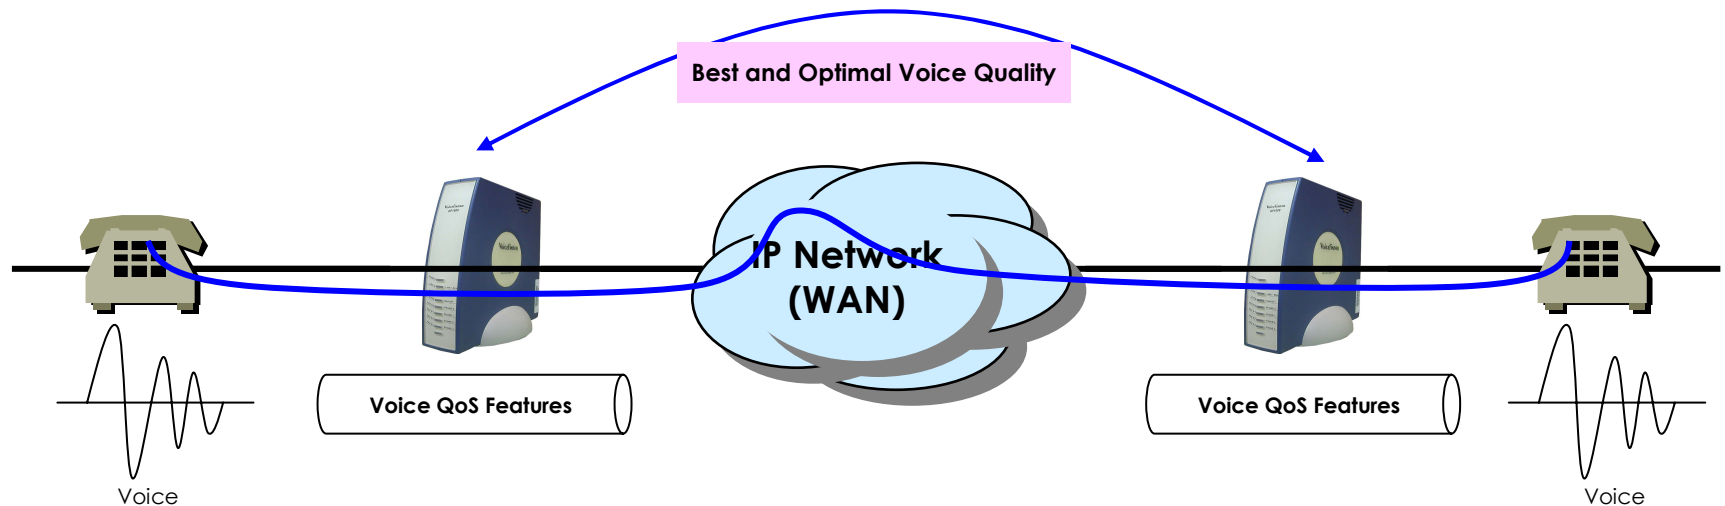 Best and Optimal Voice Quality
IP Network
(WAN)
Voice QoS Features
Voice QoS Features
Voice
Voice